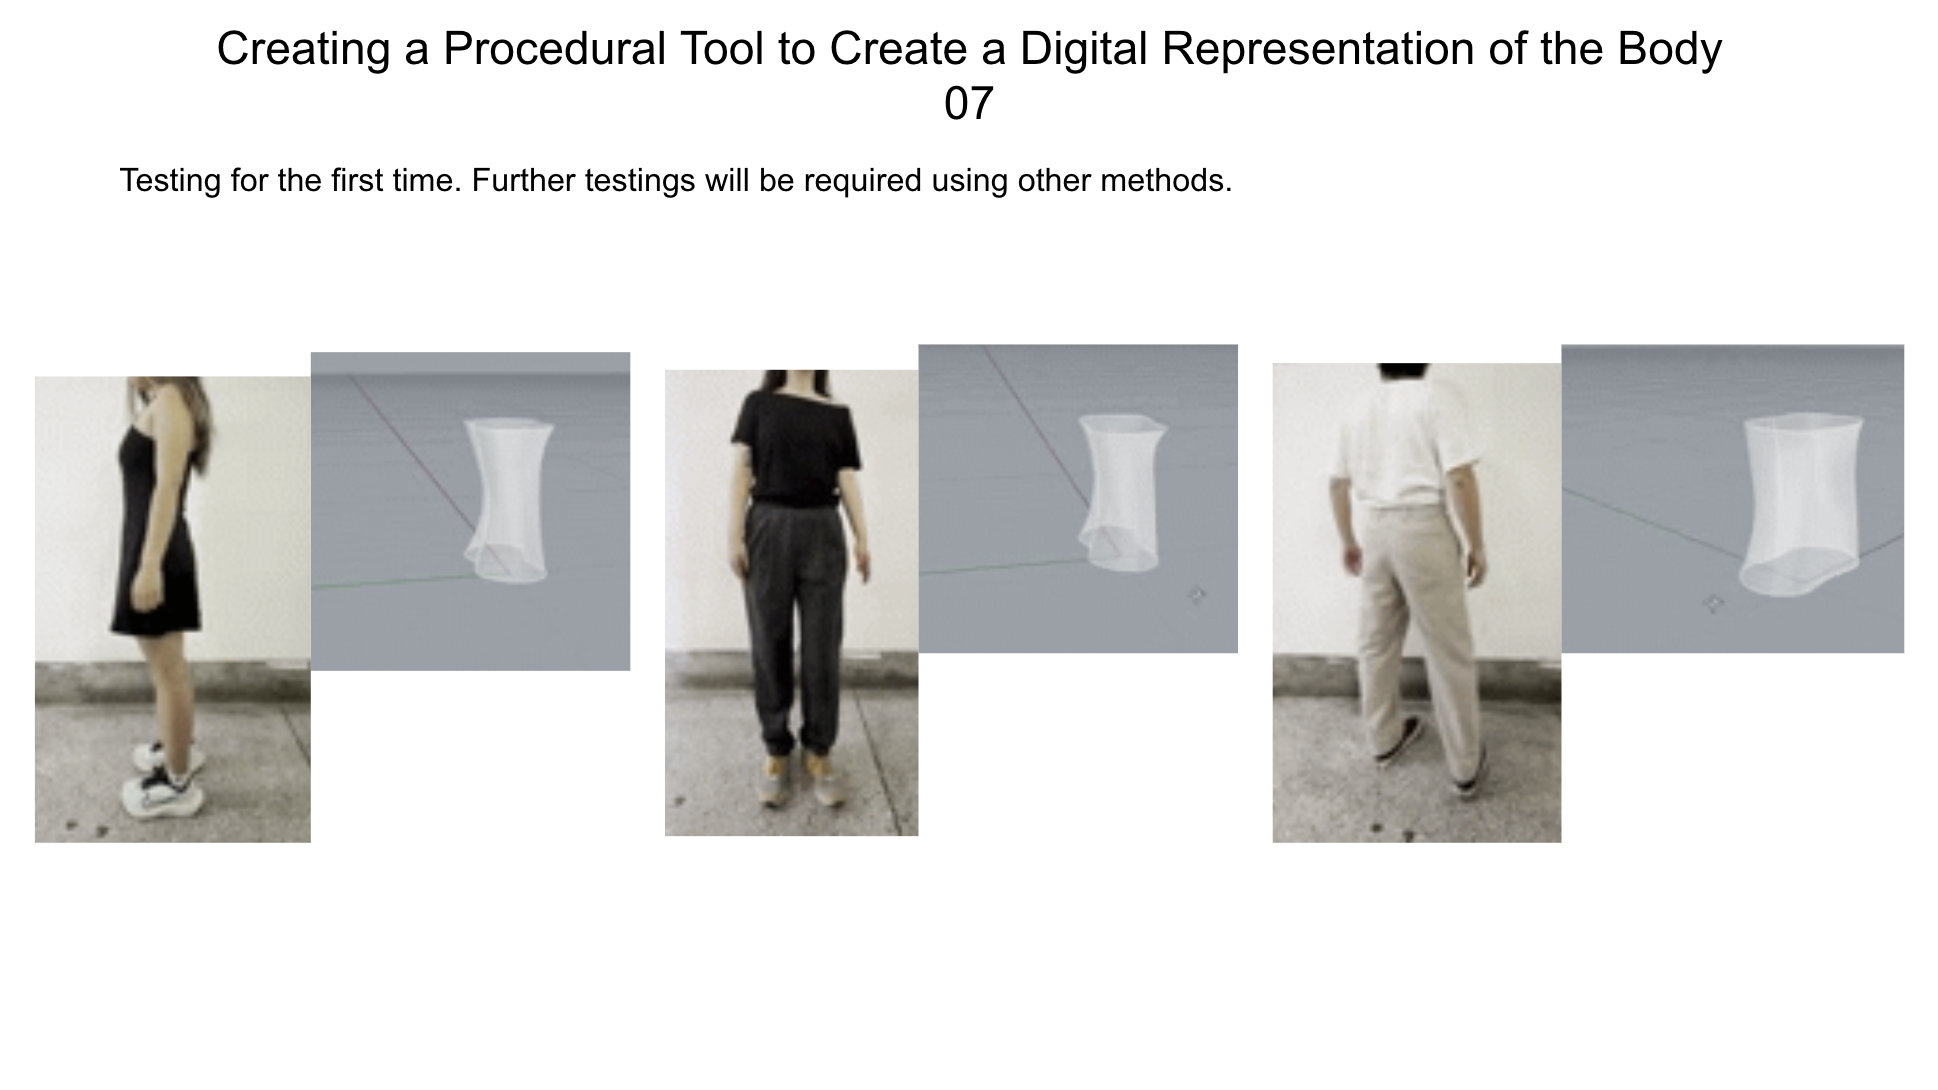 Creating a Procedural Tool to Create a Digital Representation of the Body
07
Testing for the first time. Further testings will be required using other methods.